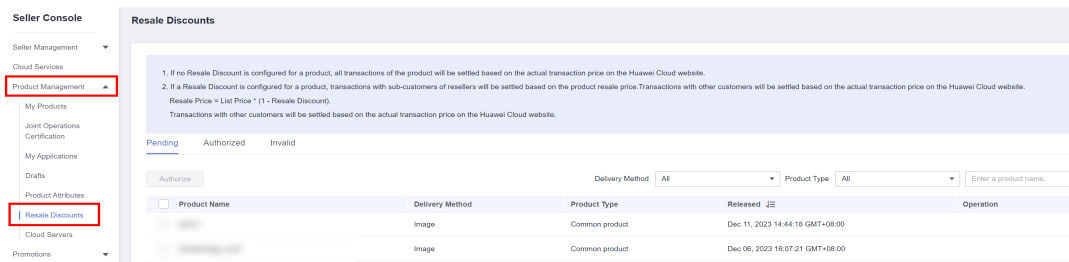 Seller Console
Resale Discounts
Seller Management
Cloud Services
Product Management
My Products
Joint Operations
Certification
My Applications
Drafts
Product Attributes
Resale Discounts
Cloud Servers
Promotions
1. If no Resale Discount is configured for a product, all transactions of the product will be settled based on the actual transaction price on the Huawei Cloud website.
2. If a Resale Discount is configured for a product, transactions with sub-customers of resellers will be settled based on the product resale price.Transactions with other customers will be settled based on the actual transaction price on the Huawei Cloud website.
Resale Price = List Price * (1 - Resale Discount).
Transactions with other customers will be settled based on the actual transaction price on the Huawei Cloud website.
Pending Authorized Invalid
Authorize Delivery Method All Product Type All Enter a product name.
Product Name Delivery Method Product Type Released Operation
Image Common product Dec 11, 2023 14:44:18 GMT+08:00
Image Common product Dec 06, 2023 16:07:21 GMT+08:00